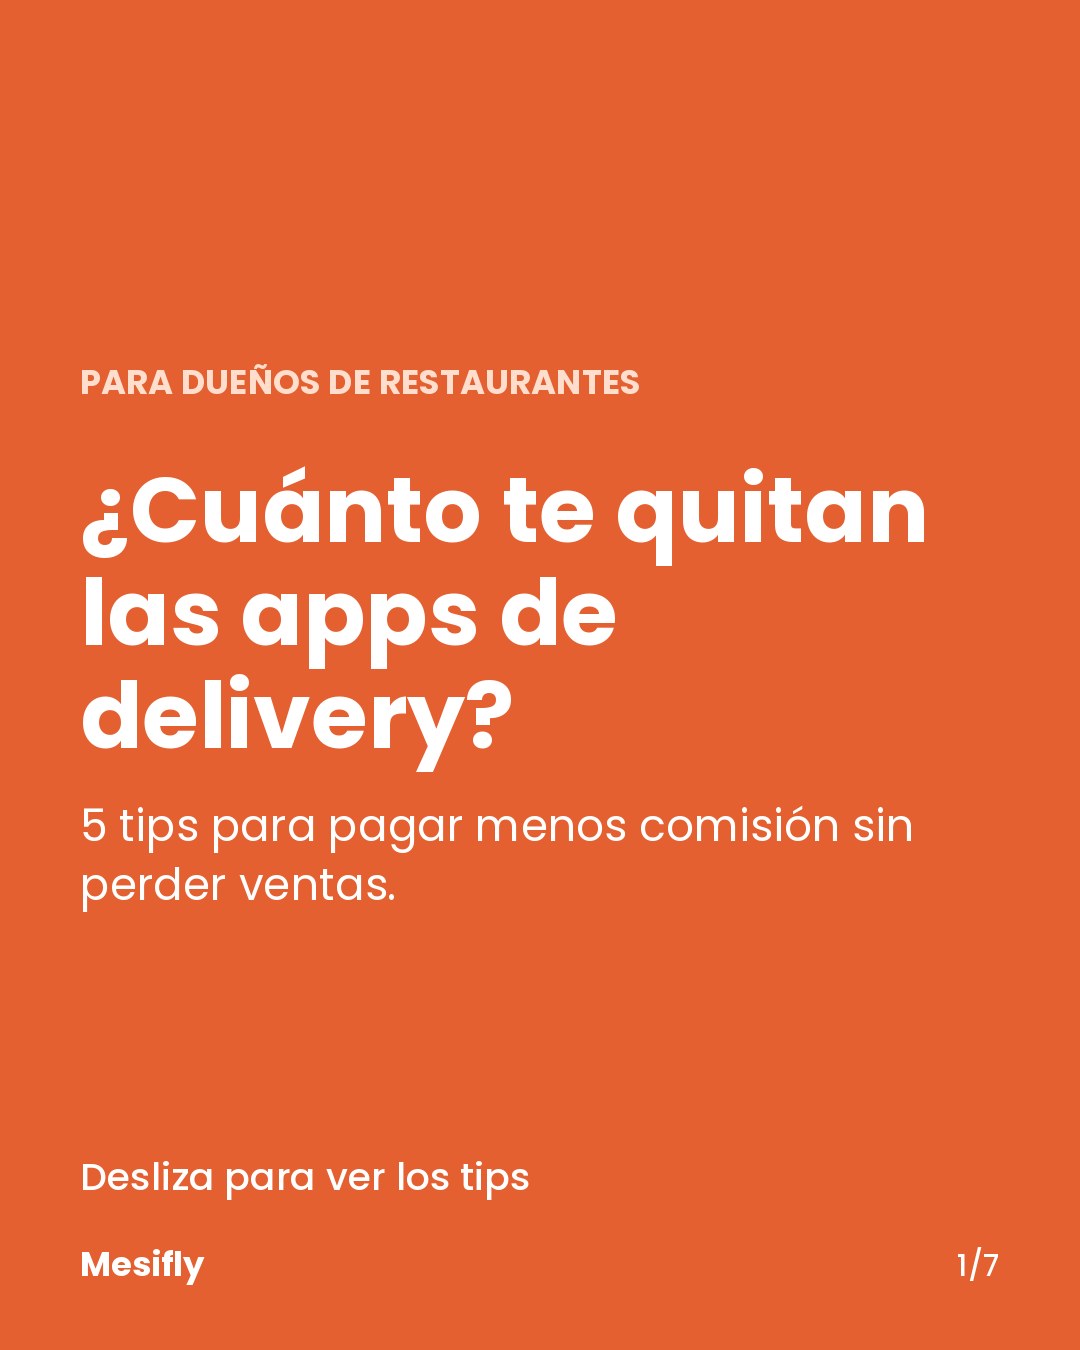 PARA DUEÑOS DE RESTAURANTES
¿Cuánto te quitan
las apps de
delivery?
5 tips para pagar menos comisión sin
perder ventas.
Desliza para ver los tips
Mesifly
1/7